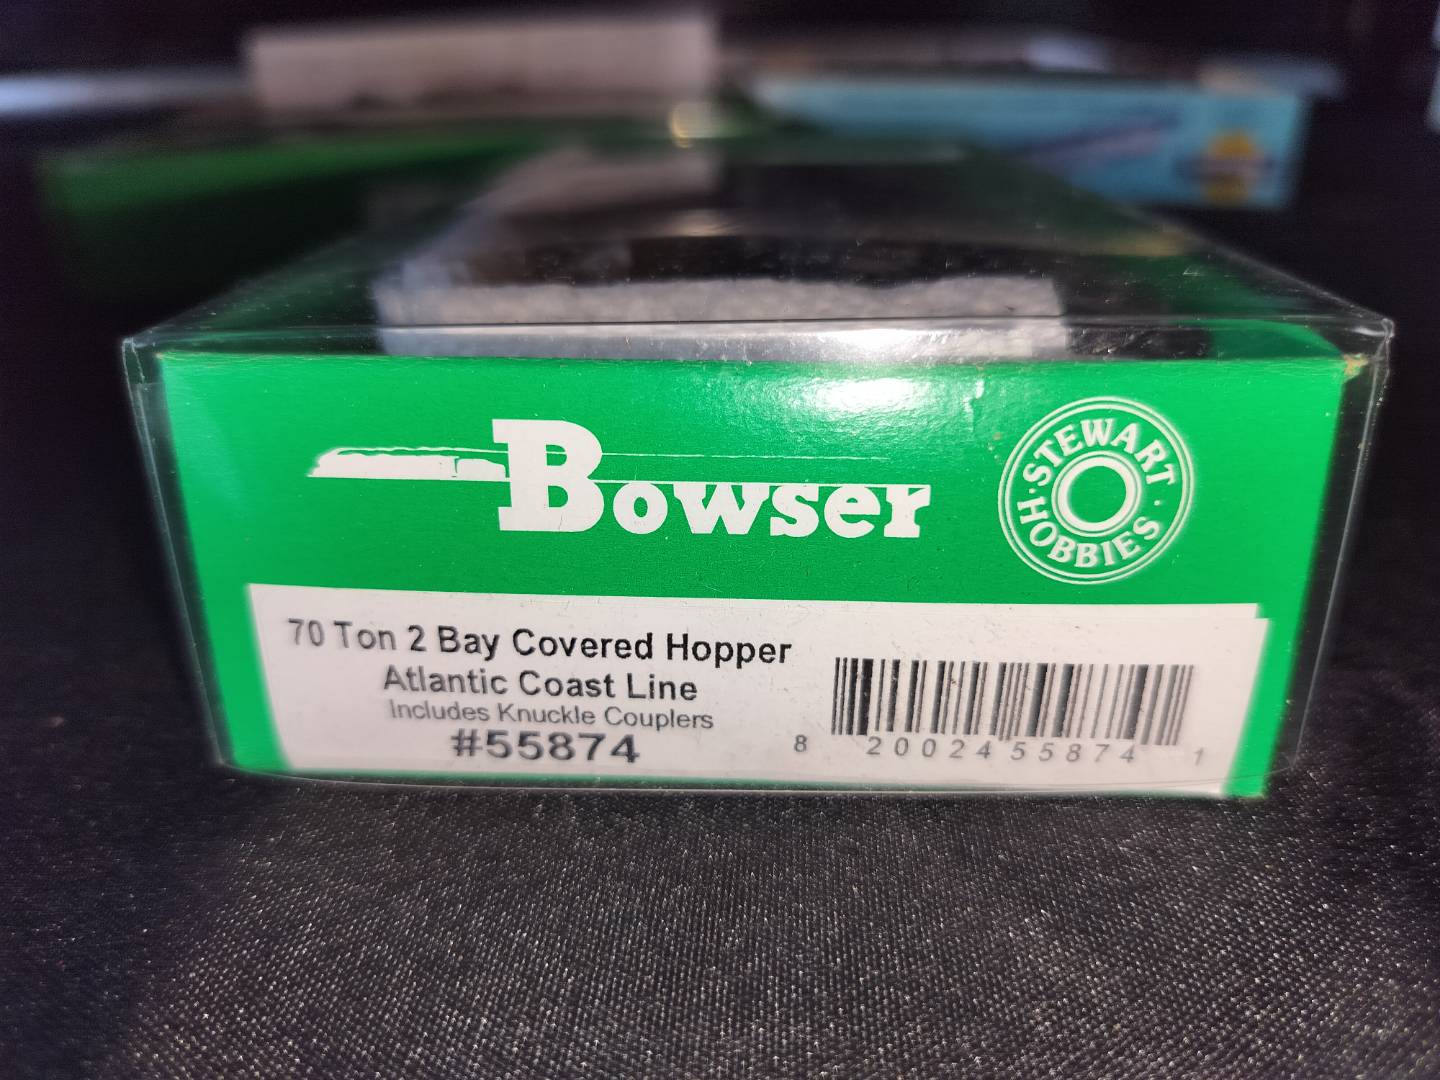 Bowser
·STEWART·
HOBBIES
70 Ton 2 Bay Covered Hopper
Atlantic Coast Line
Includes Knuckle Couplers
#55874
8 20024 55874 1